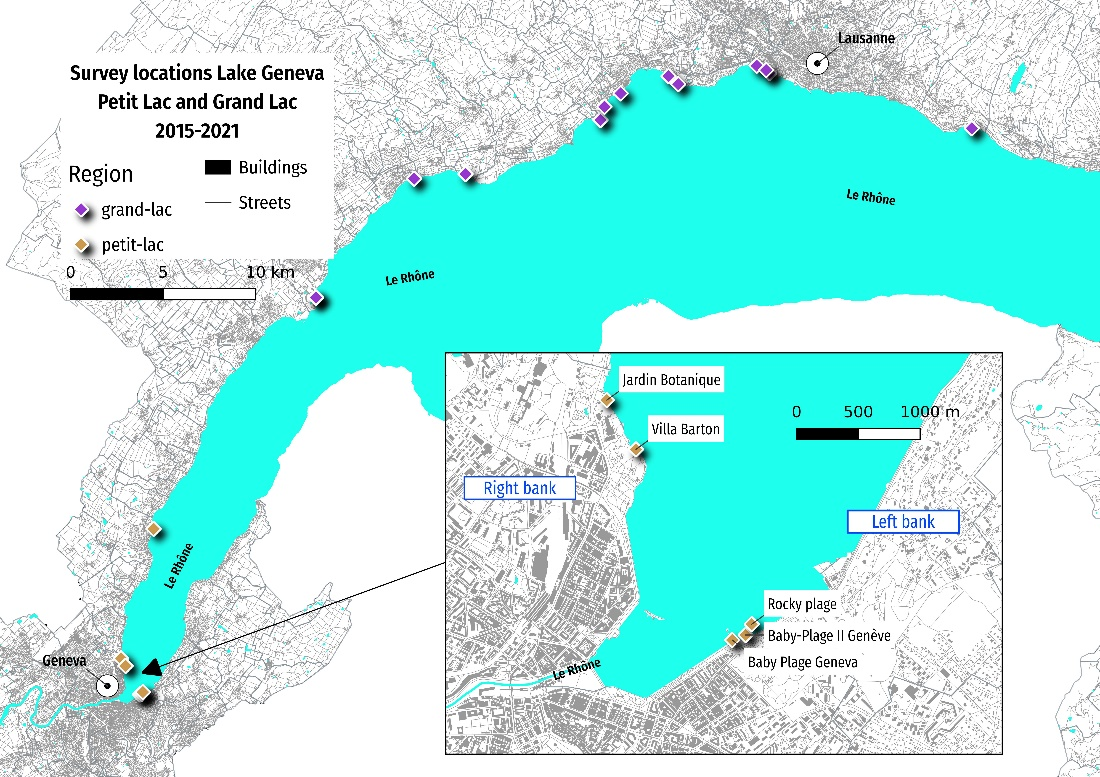 Survey locations Lake Geneva
Petit Lac and Grand Lac
2015-2021
Region
grand-lac
petit-lac
Buildings
Streets
0 5 10 km
Lausanne
Le Rhône
Le Rhône
Le Rhône
Geneva
Jardin Botanique
Villa Barton
0 500 1000 m
Right bank
Left bank
Rocky plage
Baby-Plage II Genève
Baby Plage Geneva
Le Rhône